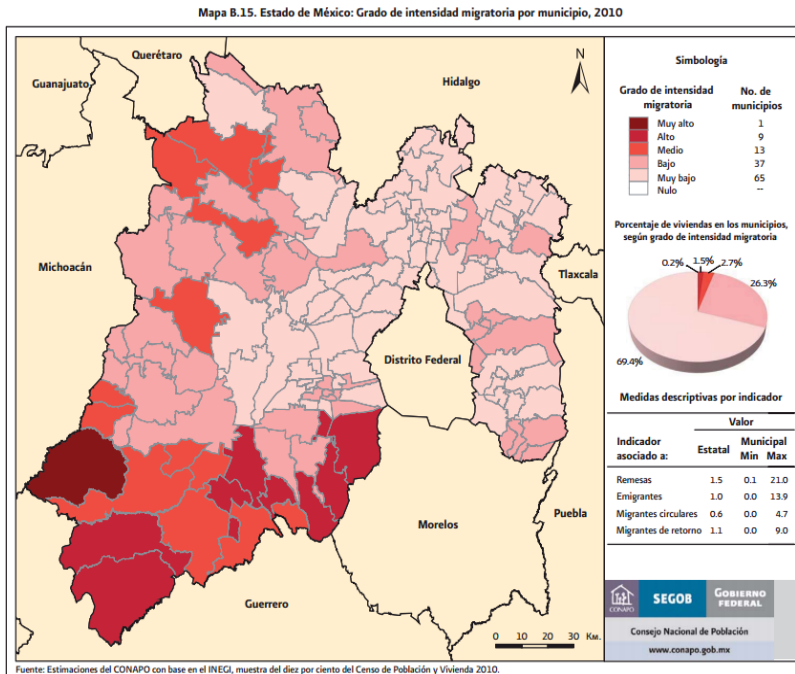 Mapa B.15. Estado de México: Grado de intensidad migratoria por municipio, 2010
Querétaro
Guanajuato
Hidalgo
N
Michoacán
Tlaxcala
Distrito Federal
Morelos
Puebla
Guerrero
0 10 20 30 Km.
Simbología
Grado de intensidad migratoria
No. de municipios
Muy alto 1
Alto 9
Medio 13
Bajo 37
Muy bajo 65
Nulo --
Porcentaje de viviendas en los municipios,
según grado de intensidad migratoria
0.2% 1.5% 2.7%
26.3%
69.4%
Medidas descriptivas por indicador
Valor
Indicador asociado a:
Estatal
Municipal
Min Max
Remesas 1.5 0.1 21.0
Emigrantes 1.0 0.0 13.9
Migrantes circulares 0.6 0.0 4.7
Migrantes de retorno 1.1 0.0 9.0
CONAPO
SEGOB
GOBIERNO
FEDERAL
Consejo Nacional de Población
www.conapo.gob.mx
Fuente: Estimaciones del CONAPO con base en el INEGI, muestra del diez por ciento del Censo de Población y Vivienda 2010.